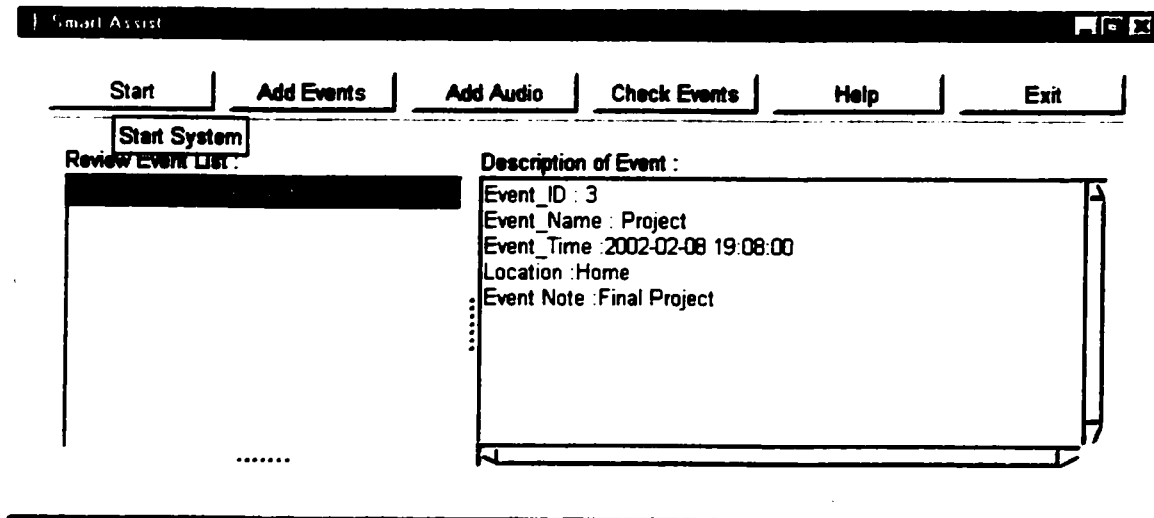 Smart Assist
Start Add Events Add Audio Check Events Help Exit
Start System
Review Event List :
Description of Event :
Event_ID : 3
Event_Name : Project
Event_Time :2002-02-08 19:08:00
Location :Home
Event Note :Final Project